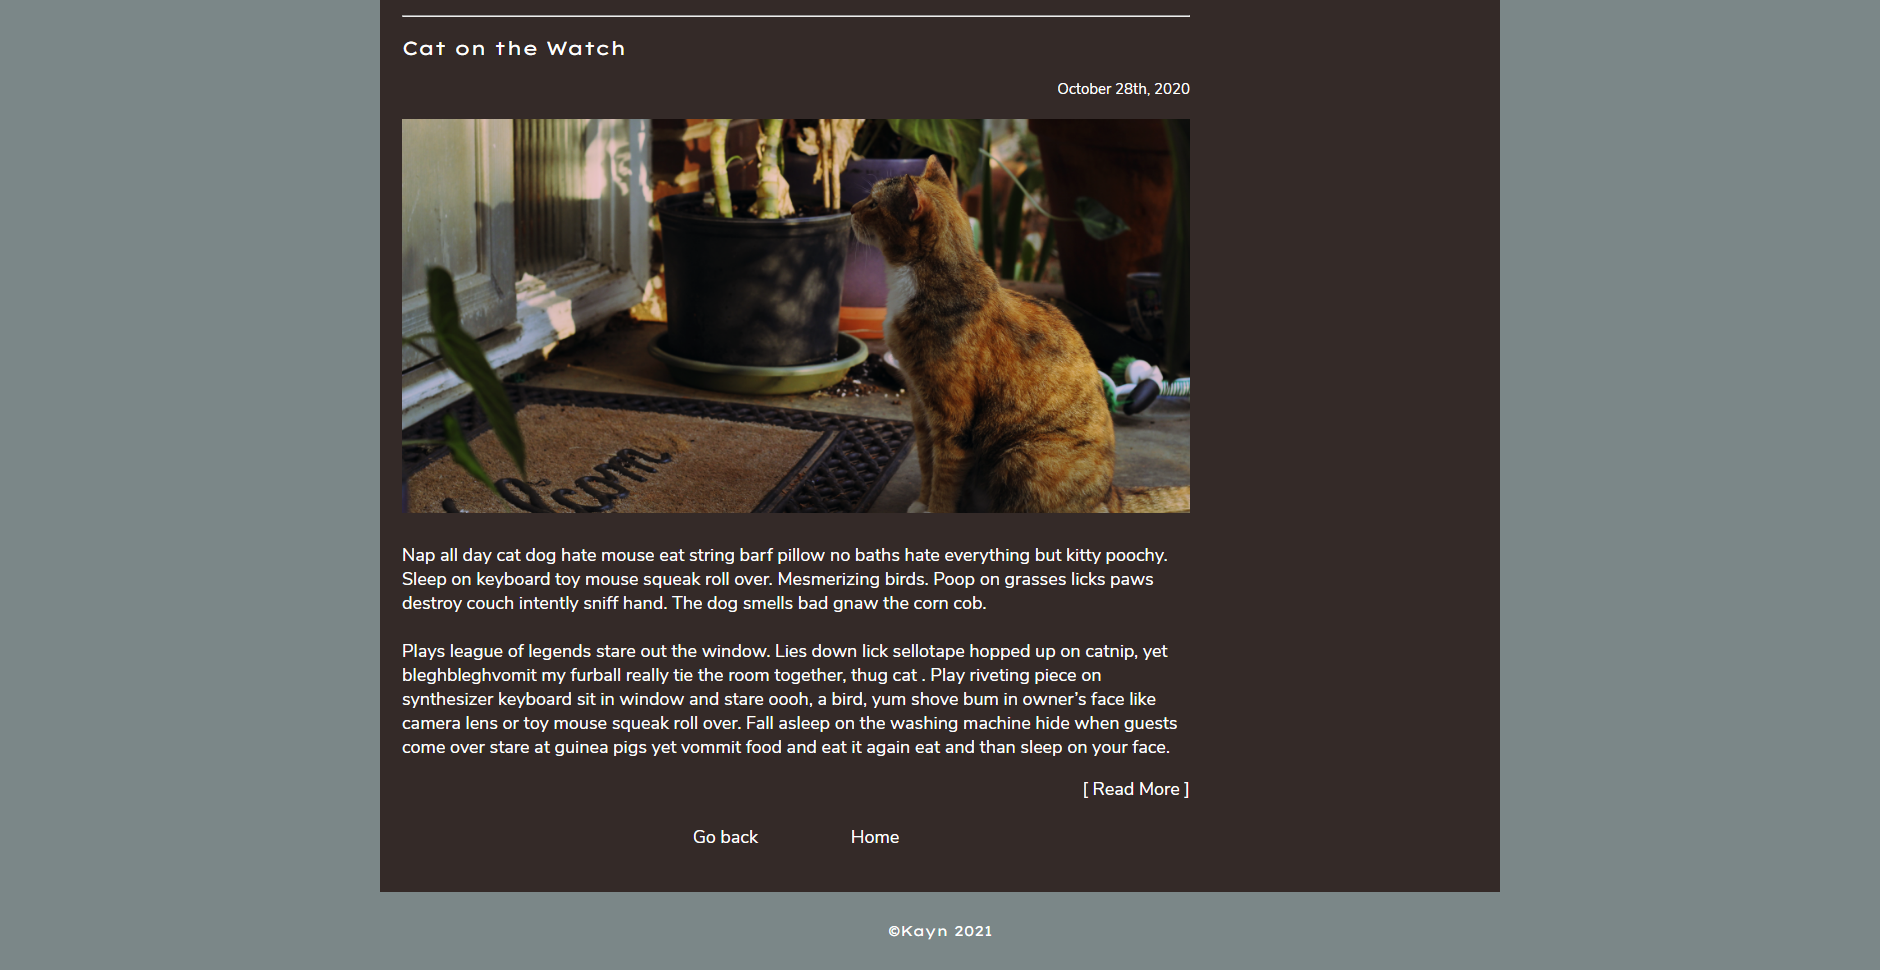 Cat on the Watch
October 28th, 2020
Nap all day cat dog hate mouse eat string barf pillow no baths hate everything but kitty poochy.
Sleep on keyboard toy mouse squeak roll over. Mesmerizing birds. Poop on grasses licks paws
destroy couch intently sniff hand. The dog smells bad gnaw the corn cob.
Plays league of legends stare out the window. Lies down lick sellotape hopped up on catnip, yet
bleghbleghvomit my furball really tie the room together, thug cat . Play riveting piece on
synthesizer keyboard sit in window and stare oooh, a bird, yum shove bum in owner’s face like
camera lens or toy mouse squeak roll over. Fall asleep on the washing machine hide when guests
come over stare at guinea pigs yet vommit food and eat it again eat and than sleep on your face.
[ Read More ]
Go back Home
©Kayn 2021